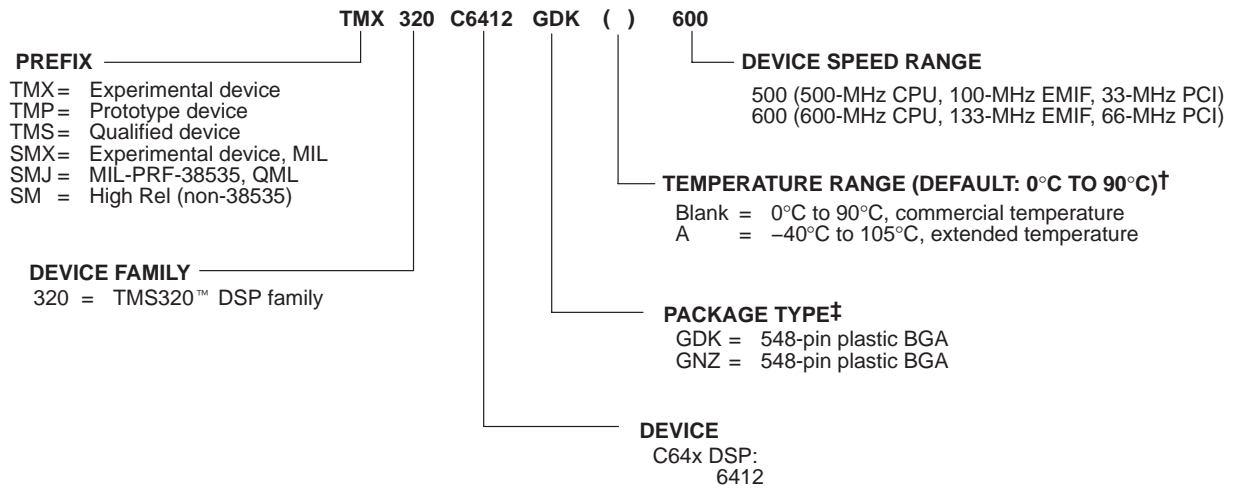 TMX 320 C6412 GDK ( ) 600
PREFIX
TMX = Experimental device
TMP = Prototype device
TMS = Qualified device
SMX = Experimental device, MIL
SMJ = MIL-PRF-38535, QML
SM = High Rel (non-38535)
DEVICE SPEED RANGE
500 (500-MHz CPU, 100-MHz EMIF, 33-MHz PCI)
600 (600-MHz CPU, 133-MHz EMIF, 66-MHz PCI)
TEMPERATURE RANGE (DEFAULT: 0°C TO 90°C)†
Blank = 0°C to 90°C, commercial temperature
A = −40°C to 105°C, extended temperature
DEVICE FAMILY
320 = TMS320™ DSP family
PACKAGE TYPE‡
GDK = 548-pin plastic BGA
GNZ = 548-pin plastic BGA
DEVICE
C64x DSP:
6412